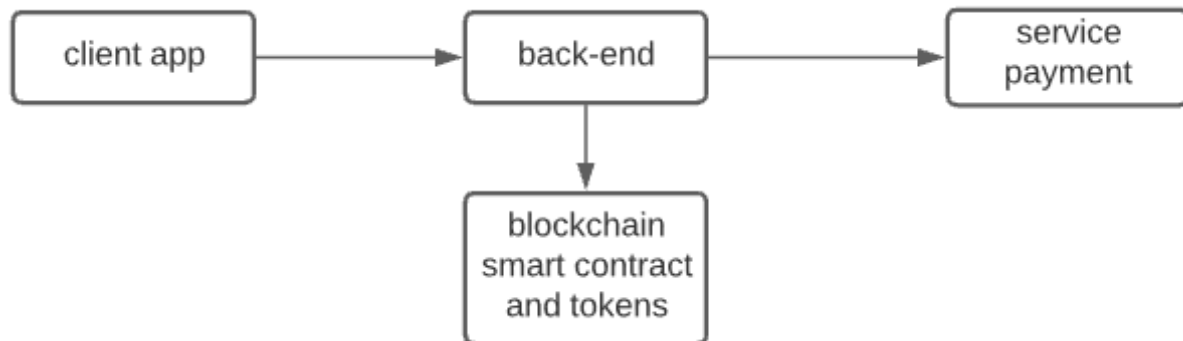 client app
back-end
service
payment
blockchain
smart contract
and tokens